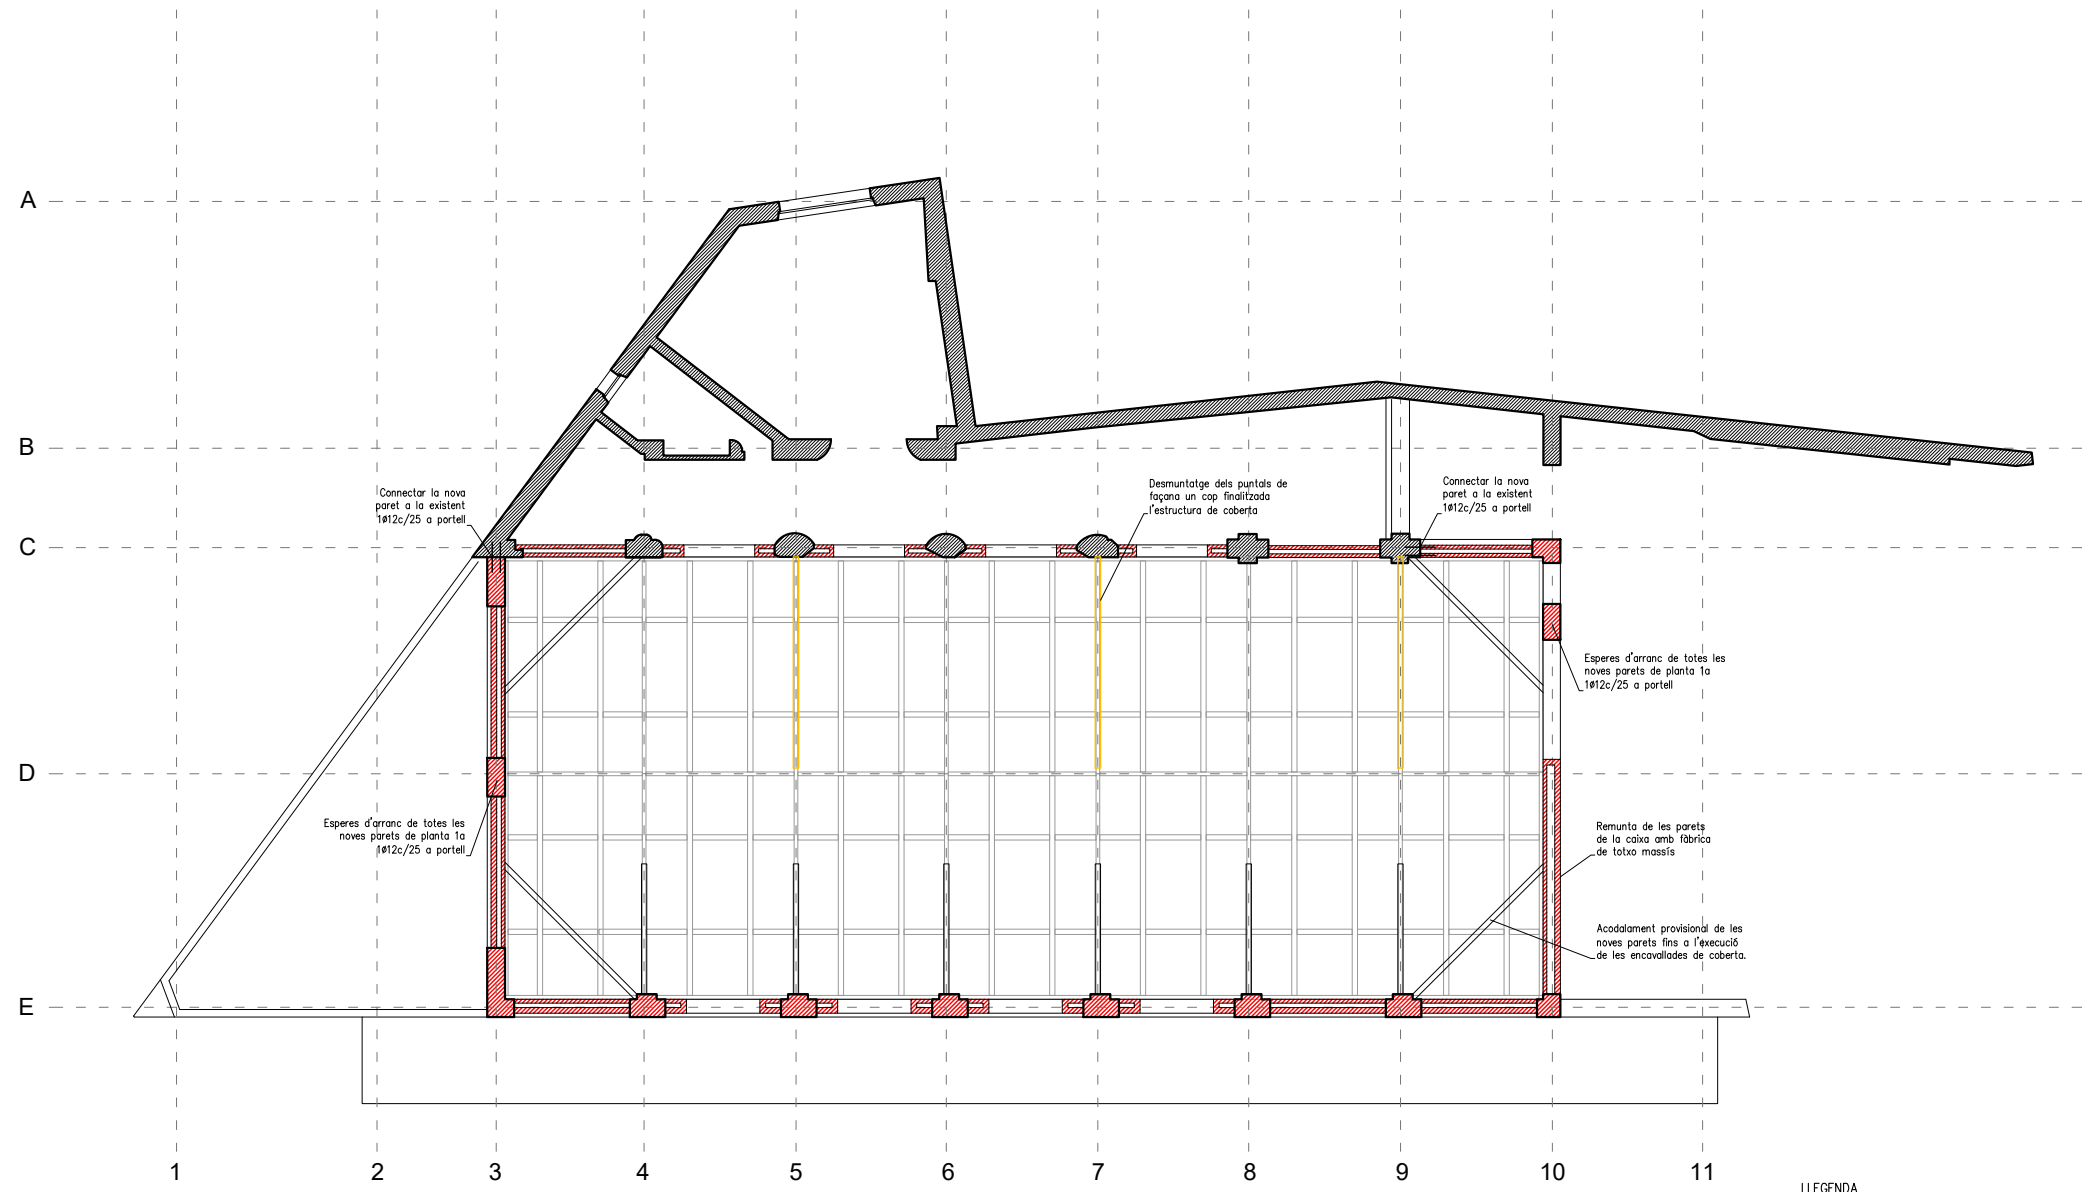 A
B
Desmuntatge dels puntals de
façana un cop finalitzada
l'estructura de coberta
Connectar la nova
paret a la existent
1ø12c/25 a portell
Connectar la nova
paret a la existent
1ø12c/25 a portell
C
Esperes d'arranc de totes les
noves parets de planta 1a
1ø12c/25 a portell
D
Esperes d'arranc de totes les
noves parets de planta 1a
1ø12c/25 a portell
Remunta de les parets
de la caixa amb fàbrica
de totxo massís
Acodalament provisional de les
noves parets fins a l'execució
de les encavallades de coberta.
E
1 2 3 4 5 6 7 8 9 10 11
LLEGENDA